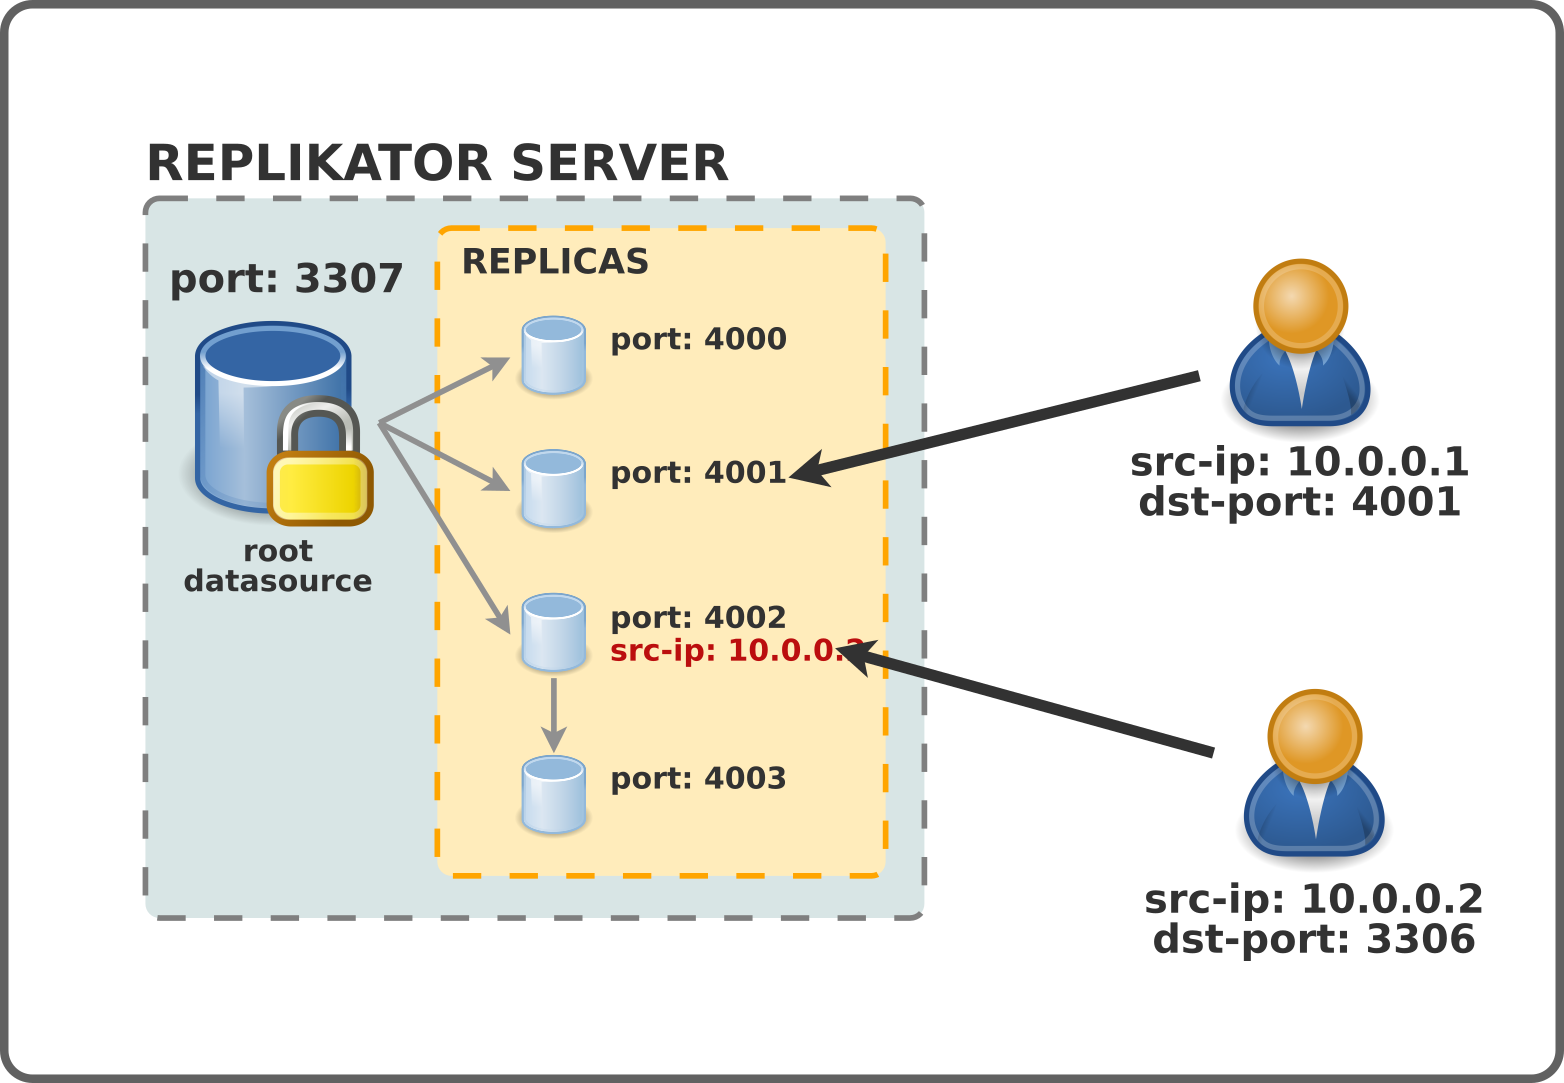 REPLIKATOR SERVER
port: 3307
root
datasource
REPLICAS
port: 4000
port: 4001
port: 4002
src-ip: 10.0.0.2
port: 4003
src-ip: 10.0.0.1
dst-port: 4001
src-ip: 10.0.0.2
dst-port: 3306